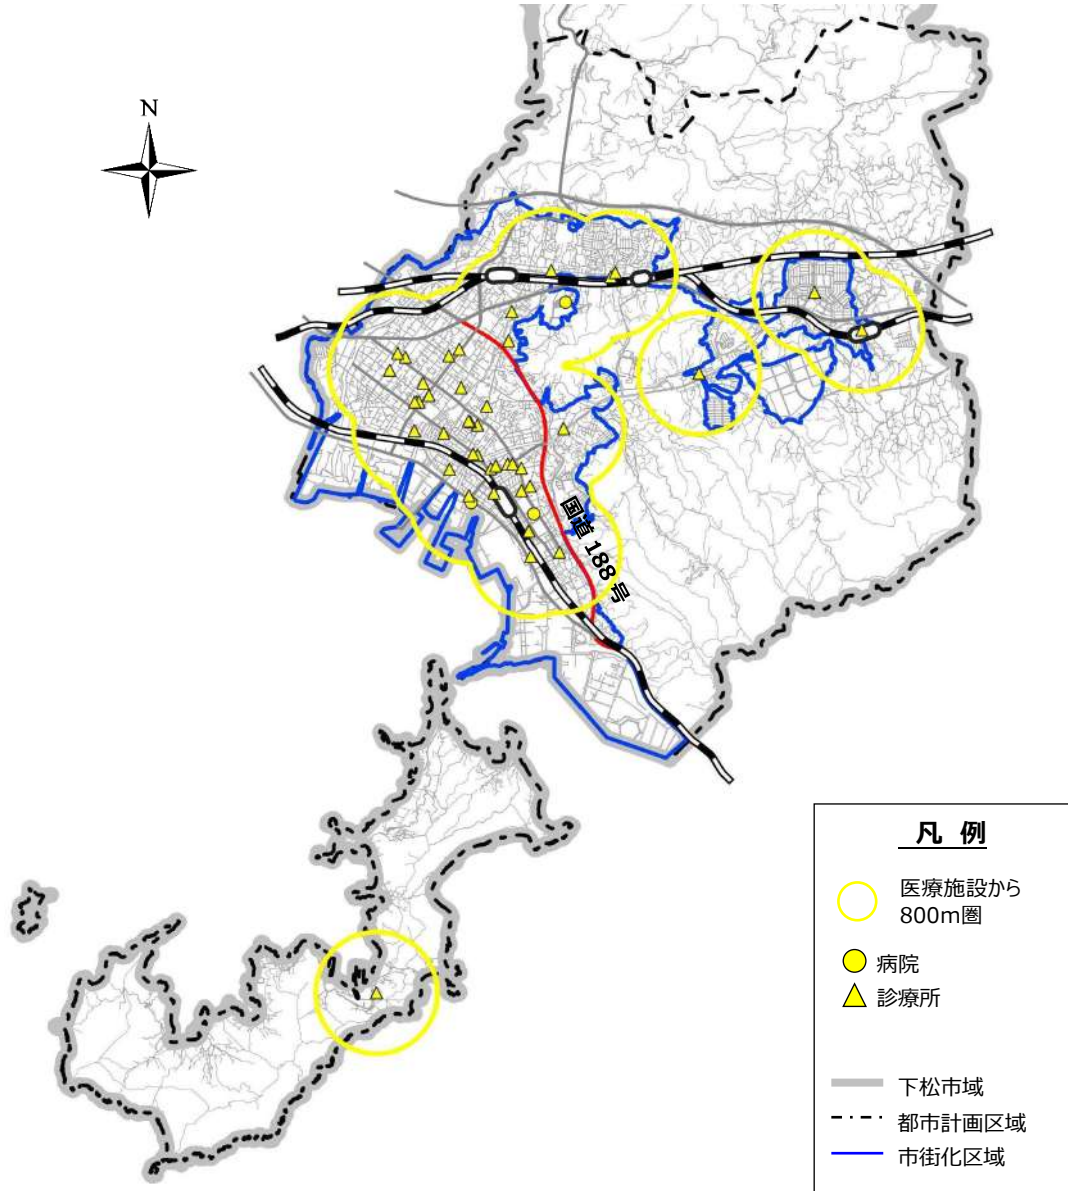 N
国道 188 号
凡 例
医療施設から
800m圏
病院
診療所
下松市域
都市計画区域
市街化区域